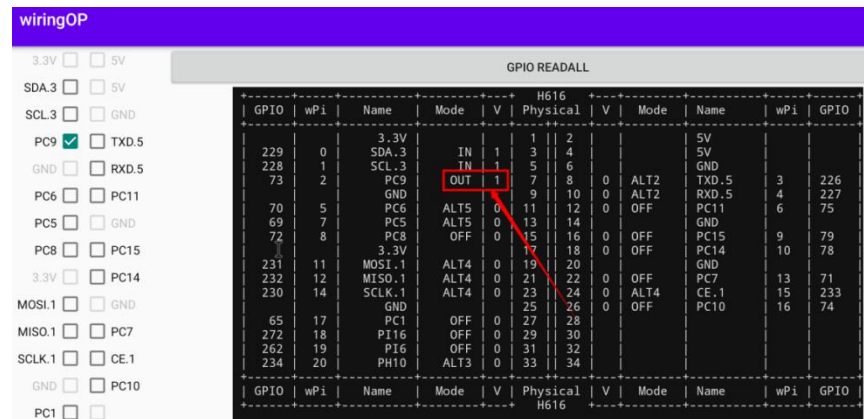 wiringOP
3.3V 5V
SDA.3 5V
SCL.3 GND
PC9 TXD.5
GND RXD.5
PC6 PC11
PC5 GND
PC8 PC15
3.3V PC14
MOSI.1 GND
MISO.1 PC7
SCLK.1 CE.1
GND PC10
PC1
GPIO READALL
+------+-----+----------+--------+---+ H616 +---+--------+----------+-----+------+
| GPIO | wPi | Name | Mode | V | Physical | V | Mode | Name | wPi | GPIO |
+------+-----+----------+--------+---+----++----+---+--------+----------+-----+------+
| | | 3.3V | | | 1 || 2 | | | 5V | | |
| 229 | 0 | SDA.3 | IN | 1 | 3 || 4 | | | 5V | | |
| 228 | 1 | SCL.3 | IN | 1 | 5 || 6 | | | GND | | |
| 73 | 2 | PC9 | OUT | 1 | 7 || 8 | 0 | ALT2 | TXD.5 | 3 | 226 |
| | | GND | | | 9 || 10 | 0 | ALT2 | RXD.5 | 4 | 227 |
| 70 | 5 | PC6 | ALT5 | 0 | 11 || 12 | 0 | OFF | PC11 | 6 | 75 |
| 69 | 7 | PC5 | ALT5 | 0 | 13 || 14 | | | GND | | |
| 72 | 8 | PC8 | OFF | 0 | 15 || 16 | 0 | OFF | PC15 | 9 | 79 |
| | | 3.3V | | | 17 || 18 | 0 | OFF | PC14 | 10 | 78 |
| 231 | 11 | MOSI.1 | ALT4 | 0 | 19 || 20 | | | GND | | |
| 232 | 12 | MISO.1 | ALT4 | 0 | 21 || 22 | 0 | OFF | PC7 | 13 | 71 |
| 230 | 14 | SCLK.1 | ALT4 | 0 | 23 || 24 | 0 | ALT4 | CE.1 | 15 | 233 |
| | | GND | | | 25 || 26 | 0 | OFF | PC10 | 16 | 74 |
| 65 | 17 | PC1 | OFF | 0 | 27 || 28 | | | | | |
| 272 | 18 | PI16 | OFF | 0 | 29 || 30 | | | | | |
| 262 | 19 | PI6 | OFF | 0 | 31 || 32 | | | | | |
| 234 | 20 | PH10 | ALT3 | 0 | 33 || 34 | | | | | |
+------+-----+----------+--------+---+----++----+---+--------+----------+-----+------+
| GPIO | wPi | Name | Mode | V | Physical | V | Mode | Name | wPi | GPIO |
+------+-----+----------+--------+---+ H616 +---+--------+----------+-----+------+